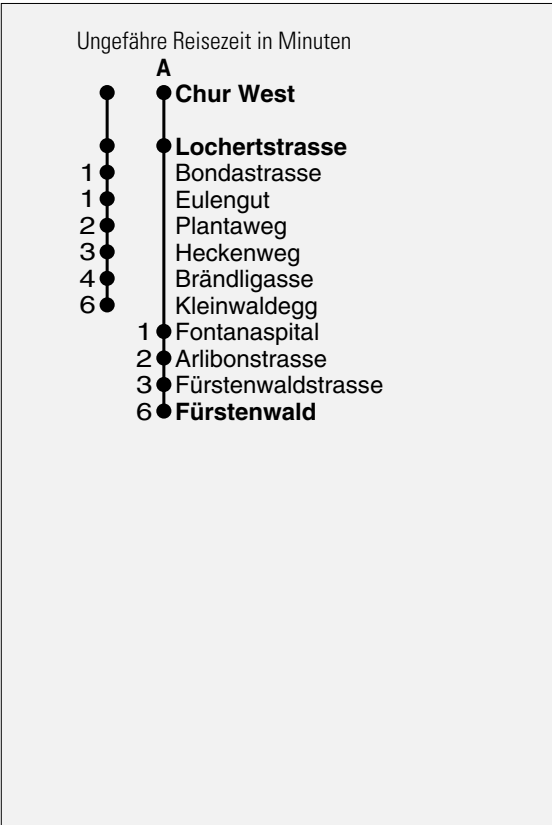 Ungefähre Reisezeit in Minuten
A
Chur West
Lochertstrasse
1 Bondastrasse
1 Eulengut
2 Plantaweg
3 Heckenweg
4 Brändligasse
6 Kleinwaldegg
1 Fontanaspital
2 Arlibonstrasse
3 Fürstenwaldstrasse
6 Fürstenwald